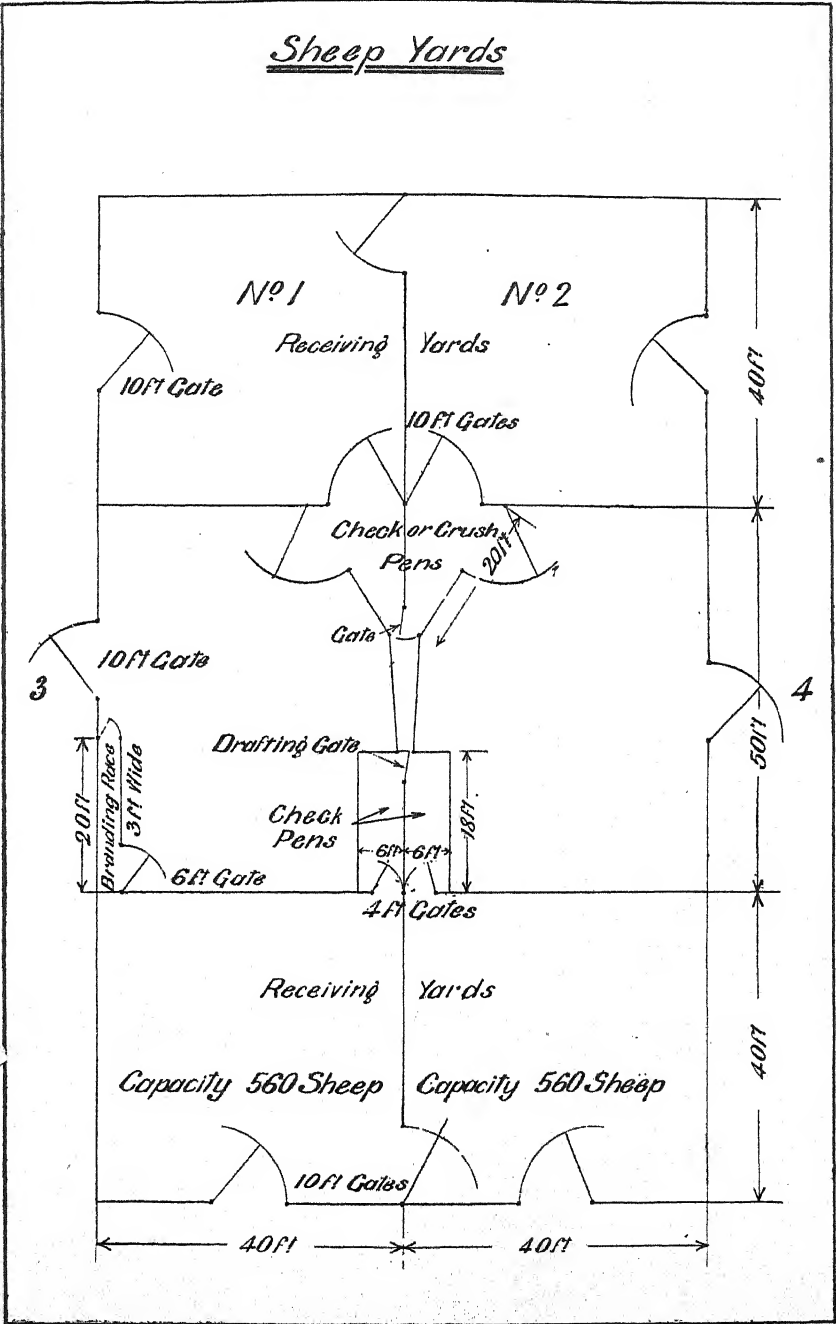 Sheep Yards
Nº 1
Nº 2
Receiving Yards
10 ft Gate
40 ft
10 ft Gates
Check or Crush
Pens
20 ft
Gate
10 ft Gate
3
4
Drafting Gate
50 ft
20 ft
Branding Race
3 ft Wide
Check
Pens
18 ft.
6 ft 6 ft
6 ft Gate
4 ft Gates
Receiving Yards
40 ft
Capacity 560 Sheep
Capacity 560 Sheep
10 ft Gates
40 ft
40 ft